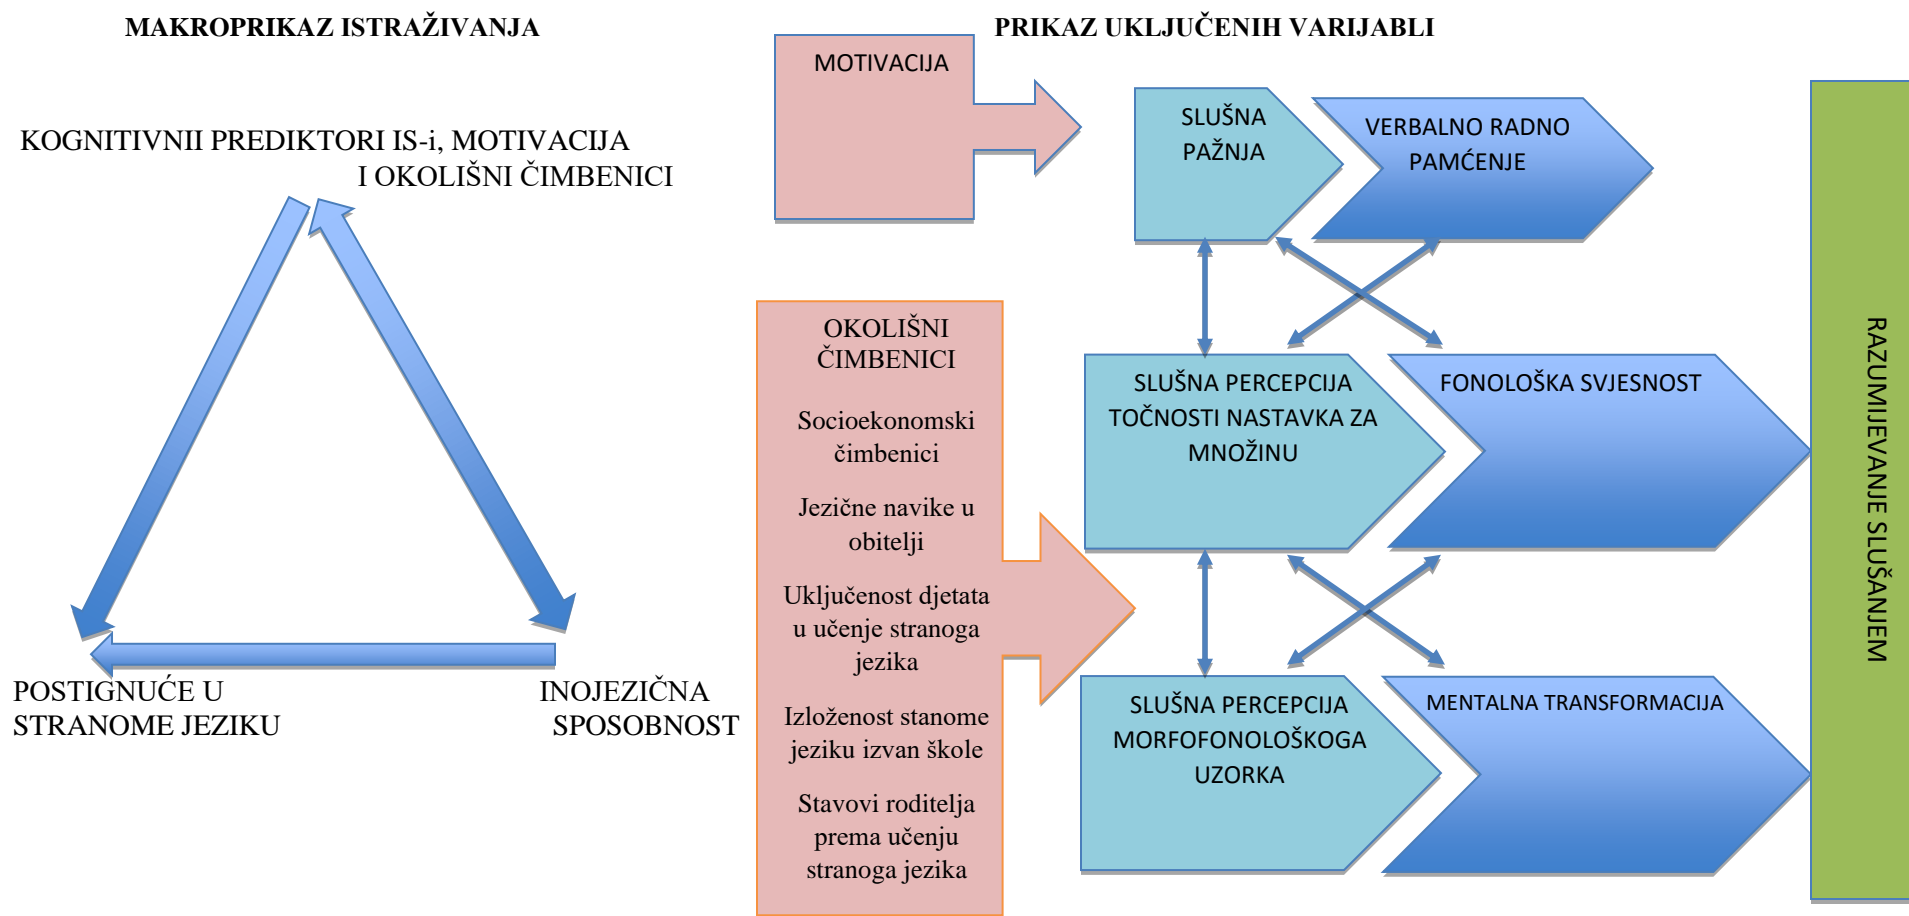 MAKROPRIKAZ ISTRAŽIVANJA
KOGNITIVNII PREDIKTORI IS-i, MOTIVACIJA
I OKOLIŠNI ČIMBENICI
POSTIGNUĆE U
STRANOME JEZIKU
INOJEZIČNA
SPOSOBNOST
PRIKAZ UKLJUČENIH VARIJABLI
MOTIVACIJA
OKOLIŠNI
ČIMBENICI
Socioekonomski
čimbenici
Jezične navike u
obitelji
Uključenost djetata
u učenje stranoga
jezika
Izloženost stanome
jeziku izvan škole
Stavovi roditelja
prema učenju
stranoga jezika
SLUŠNA
PAŽNJA
VERBALNO RADNO
PAMĆENJE
SLUŠNA PERCEPCIJA
TOČNOSTI NASTAVKA ZA
MNOŽINU
FONOLOŠKA SVJESNOST
SLUŠNA PERCEPCIJA
MORFOFONOLOŠKOGA
UZORKA
MENTALNA TRANSFORMACIJA
RAZUMIJEVANJE SLUŠANJEM